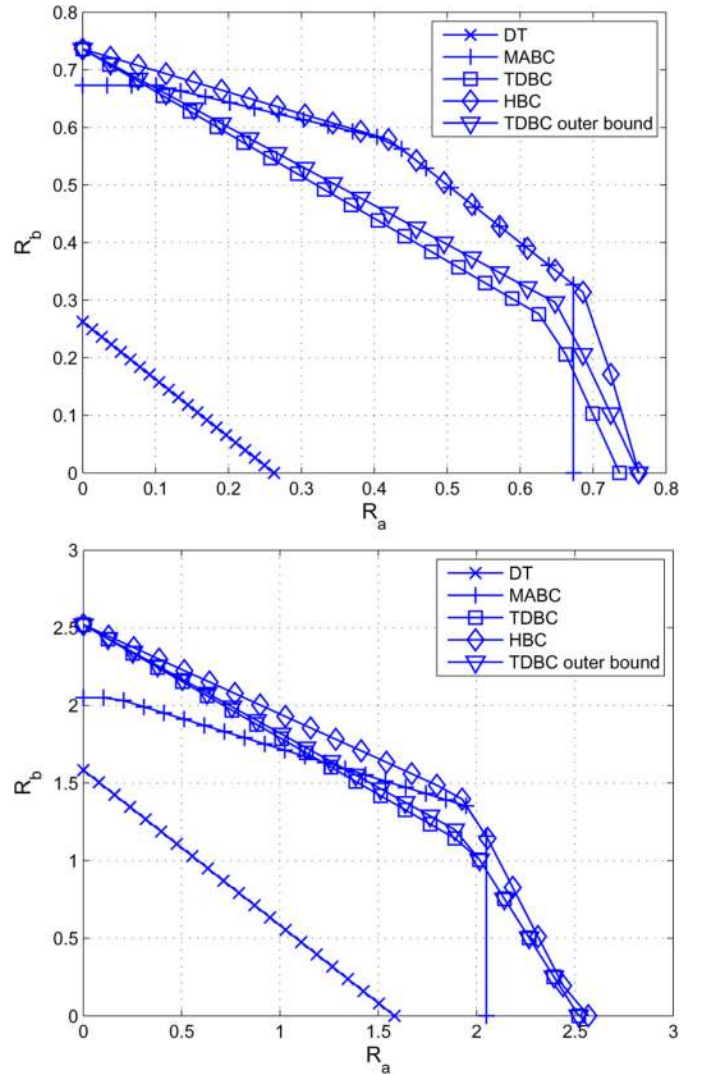 0.8
0.7
0.6
0.5
0.4
0.3
0.2
0.1
0
R_b
DT
MABC
TDBC
HBC
TDBC outer bound
0 0.1 0.2 0.3 0.4 0.5 0.6 0.7 0.8
R_a
3
2.5
2
1.5
1
0.5
0
R_b
DT
MABC
TDBC
HBC
TDBC outer bound
0 0.5 1 1.5 2 2.5 3
R_a